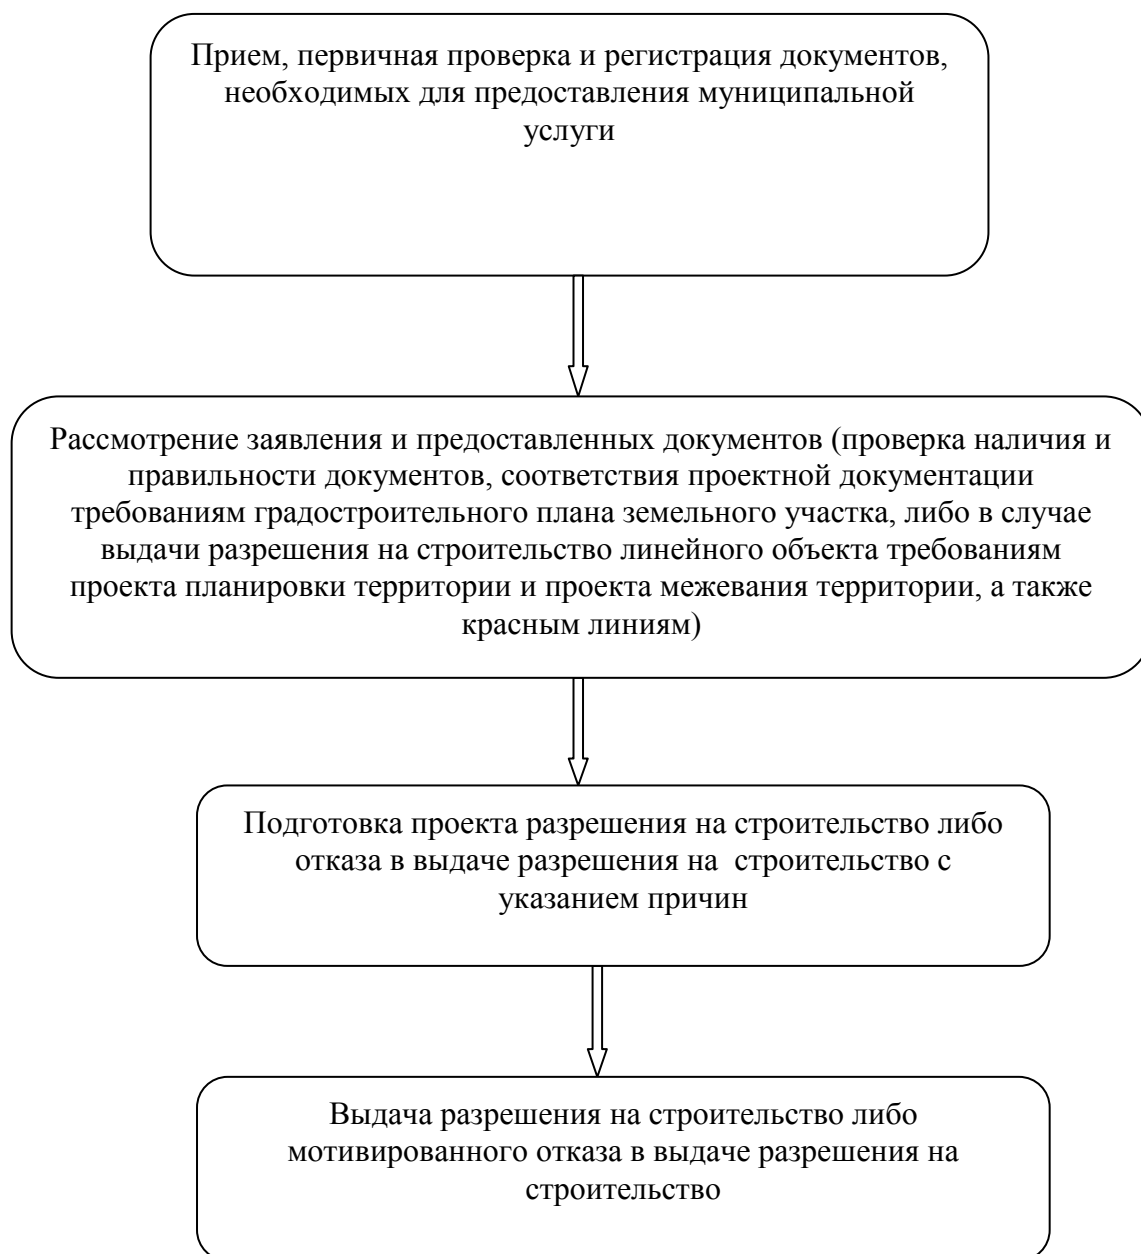 Прием, первичная проверка и регистрация документов,
необходимых для предоставления муниципальной
услуги
Рассмотрение заявления и предоставленных документов (проверка наличия и
правильности документов, соответствия проектной документации
требованиям градостроительного плана земельного участка, либо в случае
выдачи разрешения на строительство линейного объекта требованиям
проекта планировки территории и проекта межевания территории, а также
красным линиям)
Подготовка проекта разрешения на строительство либо
отказа в выдаче разрешения на  строительство с
указанием причин
Выдача разрешения на строительство либо
мотивированного отказа в выдаче разрешения на
строительство